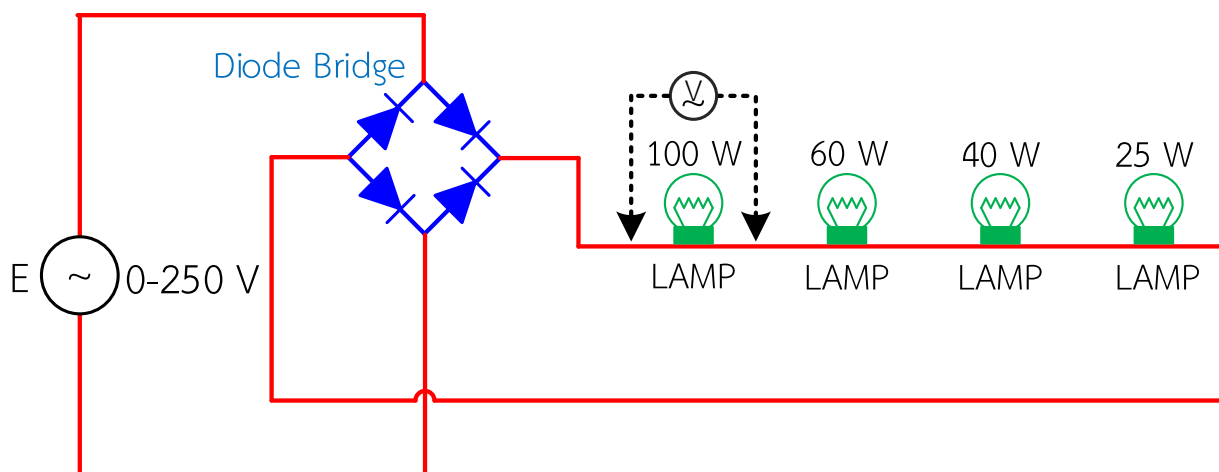 Diode Bridge
V
~
100 W
60 W
40 W
25 W
E
~
0-250 V
LAMP
LAMP
LAMP
LAMP